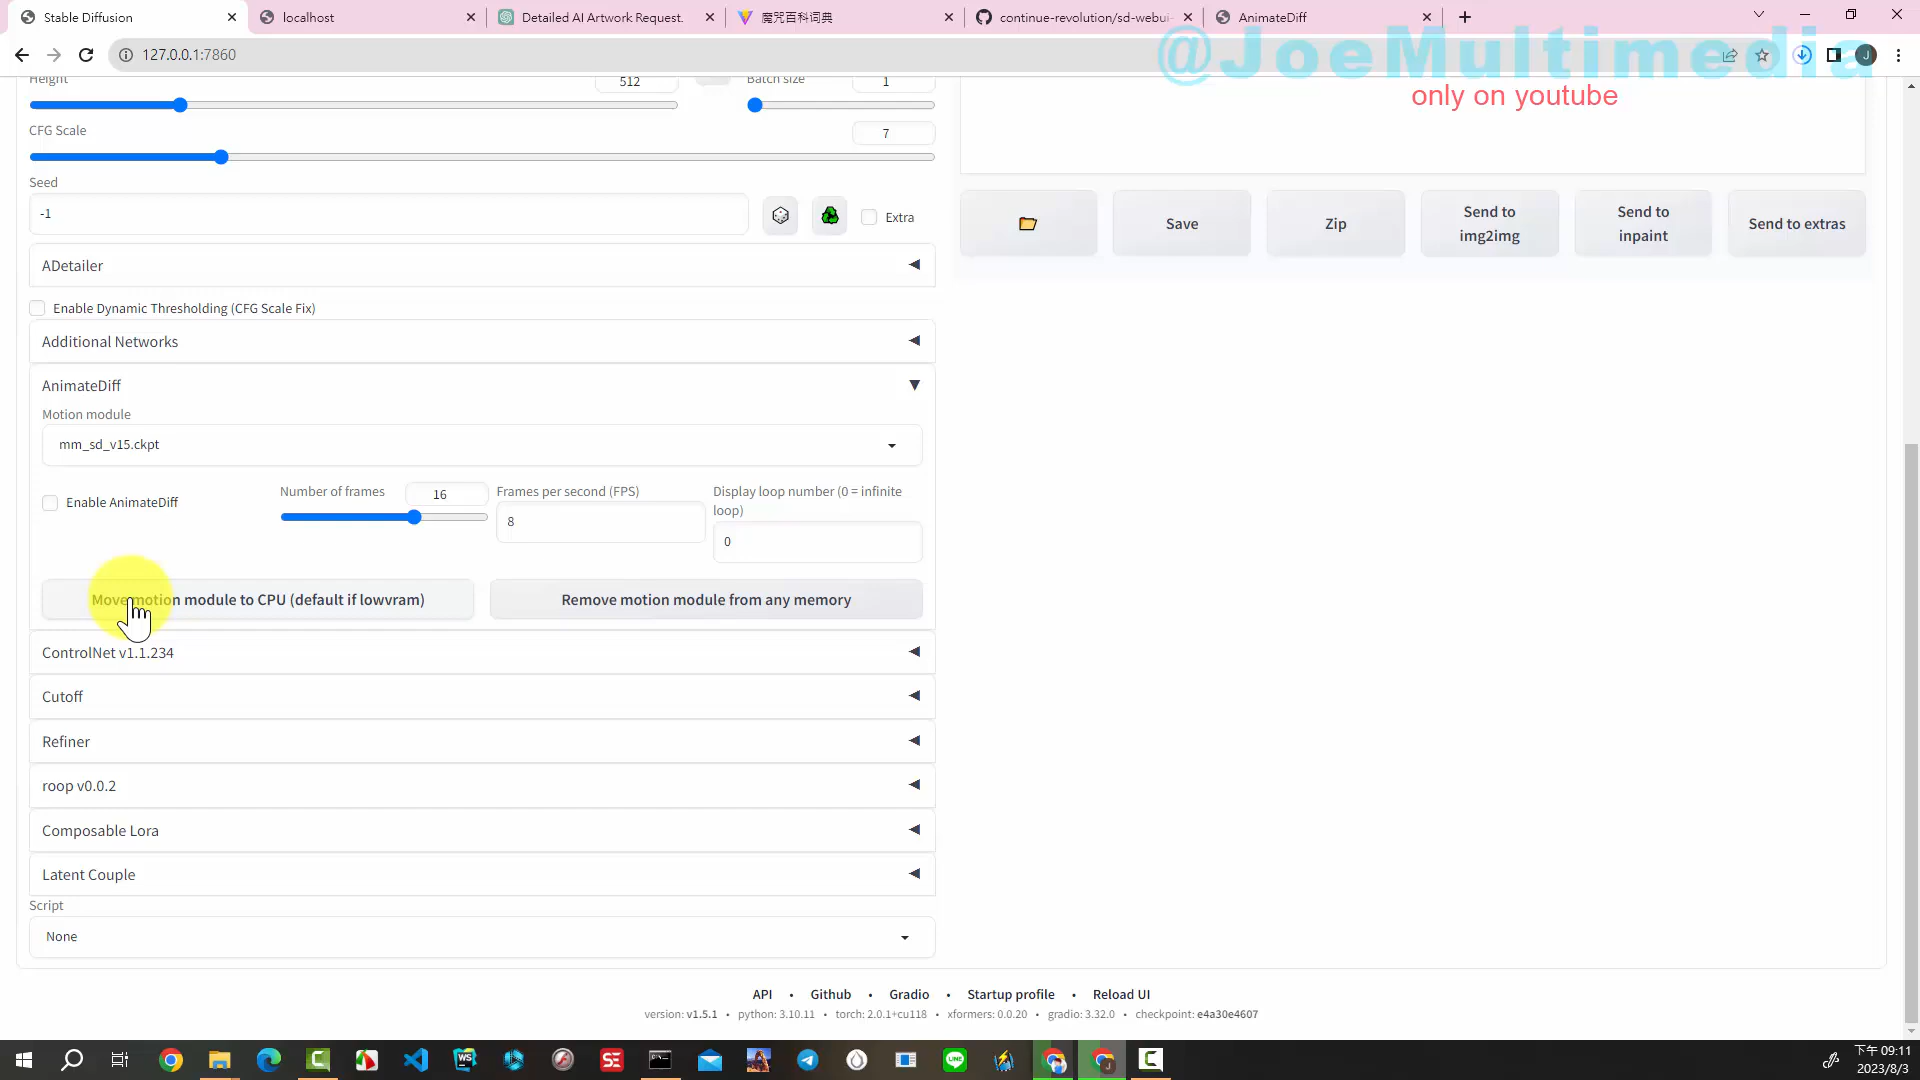 Stable Diffusion
localhost
Detailed AI Artwork Request.
魔咒百科词典
continue-revolution/sd-webui-
AnimateDiff
127.0.0.1:7860
@JoeMultimedia
only on youtube
Height
512
Batch size
1
CFG Scale
7
Seed
-1
Extra
Save
Zip
Send to
img2img
Send to
inpaint
Send to extras
ADetailer
Enable Dynamic Thresholding (CFG Scale Fix)
Additional Networks
AnimateDiff
Motion module
mm_sd_v15.ckpt
Enable AnimateDiff
Number of frames
16
Frames per second (FPS)
8
Display loop number (0 = infinite
loop)
0
Move motion module to CPU (default if lowvram)
Remove motion module from any memory
ControlNet v1.1.234
Cutoff
Refiner
roop v0.0.2
Composable Lora
Latent Couple
Script
None
API • Github • Gradio • Startup profile • Reload UI
version: v1.5.1 • python: 3.10.11 • torch: 2.0.1+cu118 • xformers: 0.0.20 • gradio: 3.32.0 • checkpoint: e4a30e4607
下午 09:11
2023/8/3